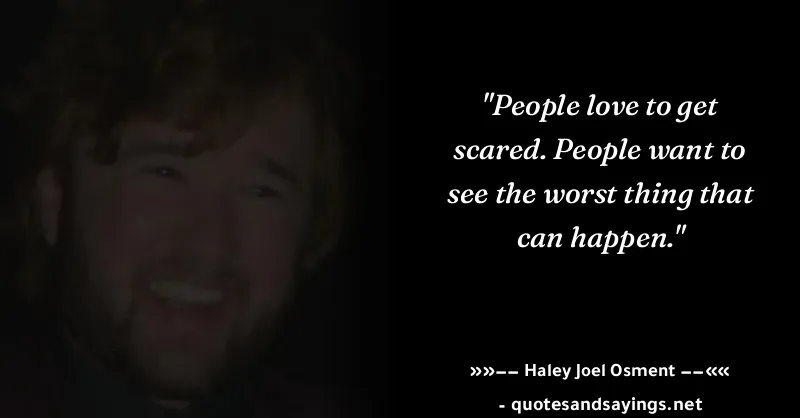 "People love to get
scared. People want to
see the worst thing that
can happen."
»»–– Haley Joel Osment ––««
- quotesandsayings.net